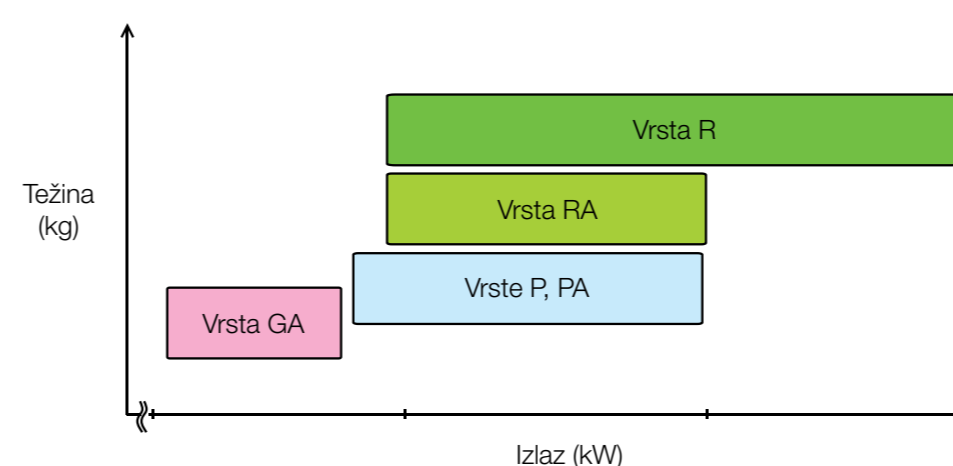 Vrsta R
Težina
(kg)
Vrsta RA
Vrste P, PA
Vrsta GA
Izlaz (kW)